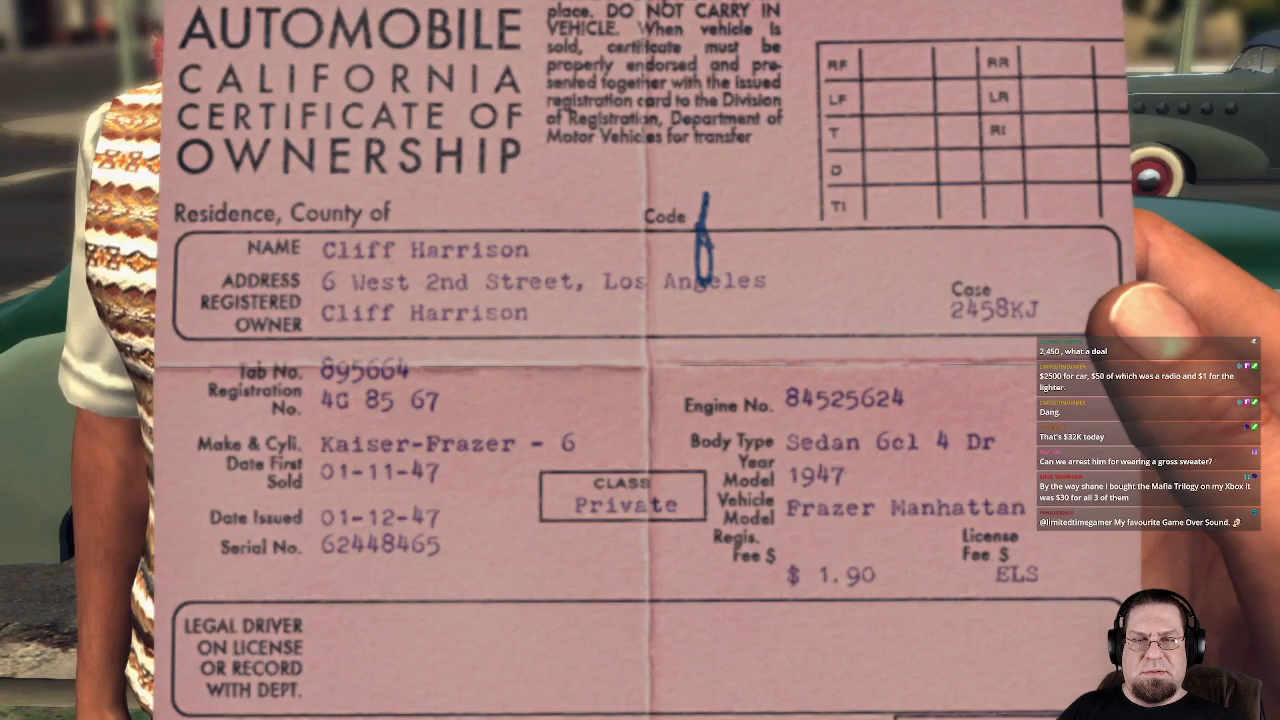 AUTOMOBILE
CALIFORNIA
CERTIFICATE OF
OWNERSHIP
place. DO NOT CARRY IN
VEHICLE. When vehicle is
sold, certificate must be
properly endorsed and pre-
sented together with the issued
registration card to the Division
of Registration, Department of
Motor Vehicles for transfer
RF RR
LF LR
T RI
D
TI
Residence, County of Code
NAME Cliff Harrison
ADDRESS 6 West 2nd Street, Los Angeles
REGISTERED
OWNER Cliff Harrison
Case
2458KJ
Tab No. 895664
Registration
No. 4G 85 67
Engine No. 84525624
Make & Cyli. Kaiser-Frazer - 6
Body Type Sedan 6cl 4 Dr
Date First
Sold 01-11-47
Year
Model 1947
CLASS
Private
Vehicle
Model Frazer Manhattan
Date Issued 01-12-47
Serial No. 62448465
Regis.
Fee $
$ 1.90
License
Fee $
ELS
LEGAL DRIVER
ON LICENSE
OR RECORD
WITH DEPT.
2,450 , what a deal
LIMITEDTIMEGAMER
$2500 for car, $50 of which was a radio and $1 for the
lighter.
LIMITEDTIMEGAMER
Dang.
That's $32K today
Can we arrest him for wearing a gross sweater?
By the way shane I bought the Mafia Trilogy on my Xbox it
was $30 for all 3 of them
@limitedtimegamer My favourite Game Over Sound.